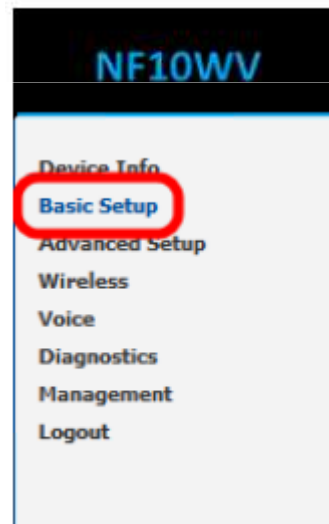 NF10WV
Device Info
Basic Setup
Advanced Setup
Wireless
Voice
Diagnostics
Management
Logout